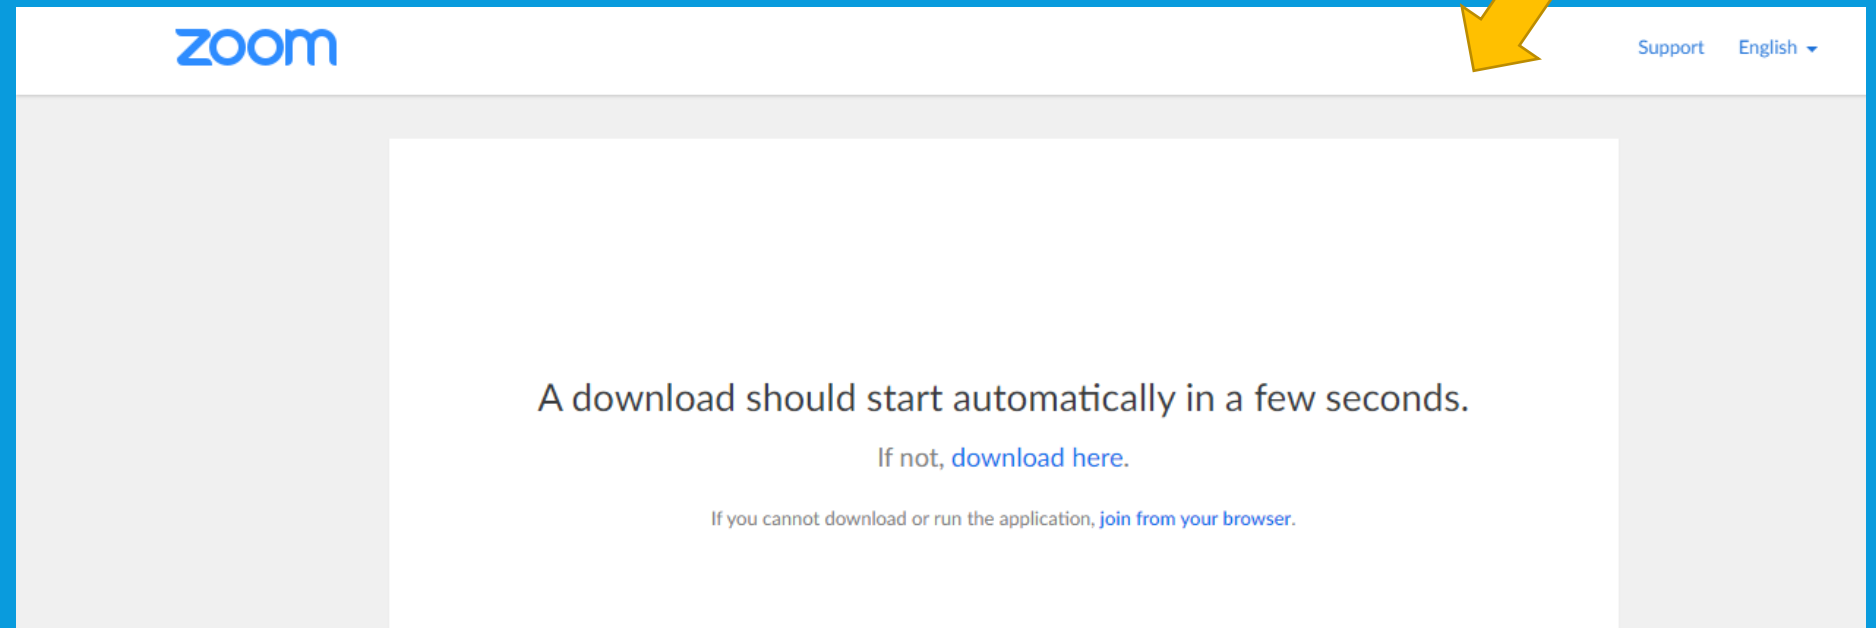 zoom
Support English
A download should start automatically in a few seconds.
If not, download here.
If you cannot download or run the application, join from your browser.